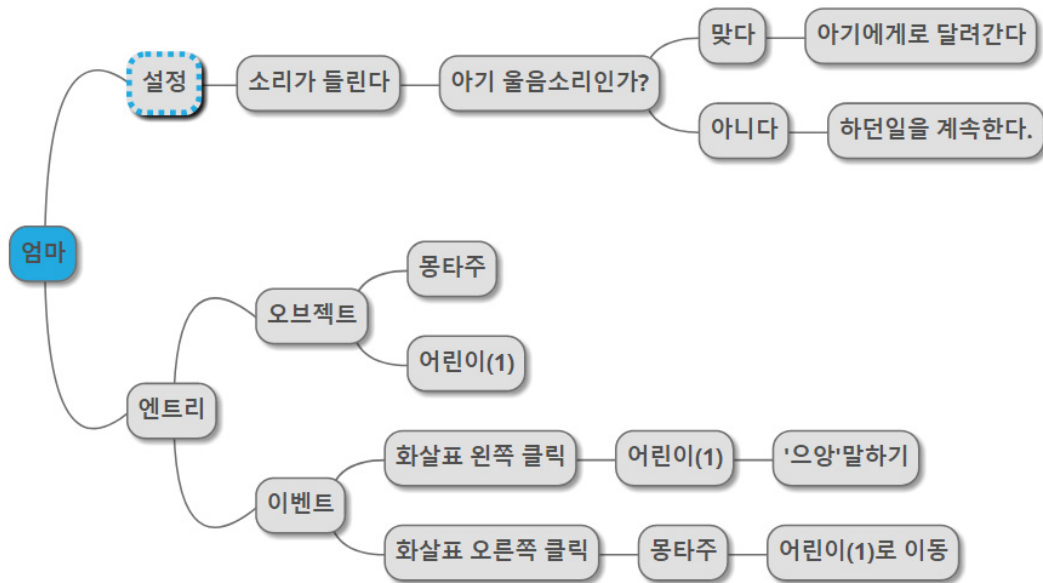 엄마
설정
소리가 들린다
아기 울음소리인가?
맞다
아기에게로 달려간다
아니다
하던일을 계속한다.
엔트리
오브젝트
몽타주
어린이(1)
이벤트
화살표 왼쪽 클릭
어린이(1)
'으앙'말하기
화살표 오른쪽 클릭
몽타주
어린이(1)로 이동